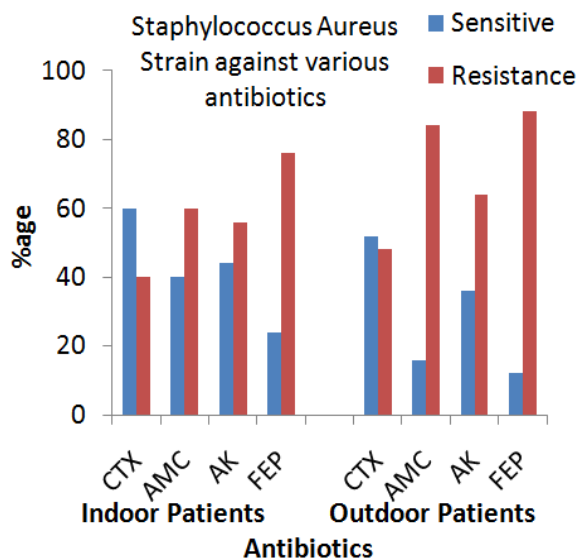 Staphylococcus Aureus
Strain against various
antibiotics
Sensitive
Resistance
%age
100
80
60
40
20
0
CTX AMC AK FEP CTX AMC AK FEP
Indoor Patients Outdoor Patients
Antibiotics